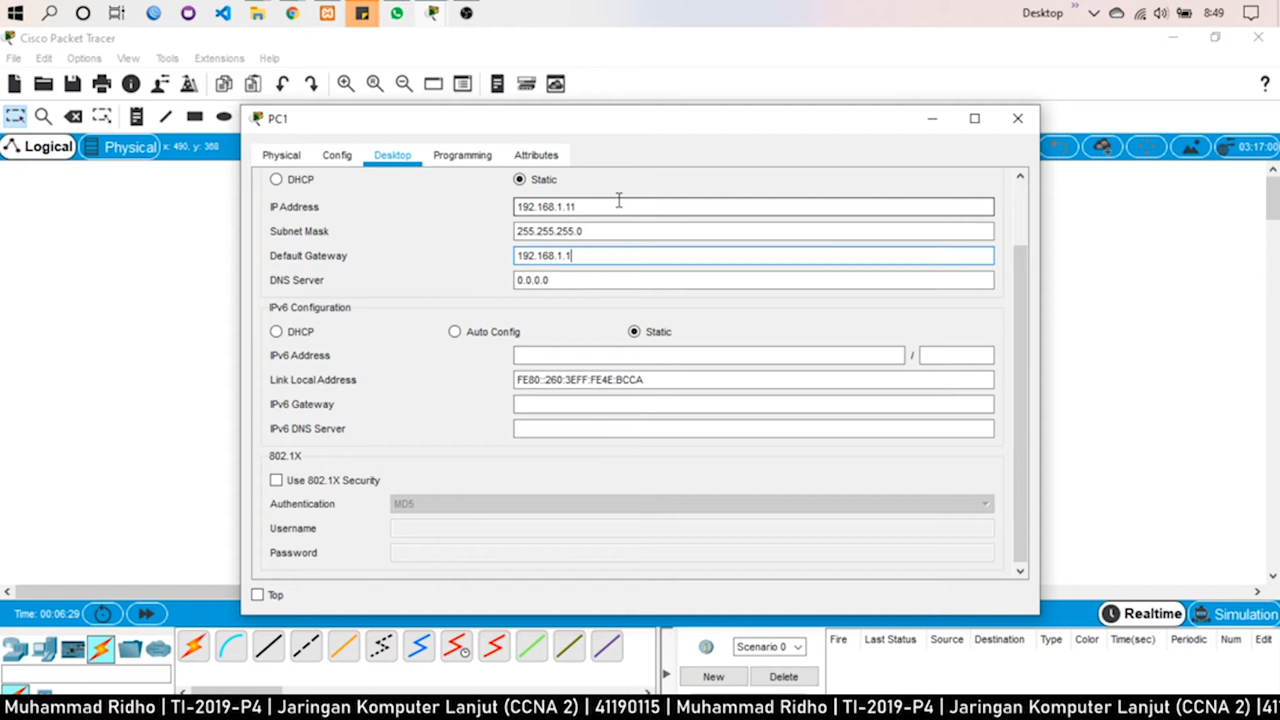 Desktop
8:49
Cisco Packet Tracer
File Edit Options View Tools Extensions Help
?
PC1
Logical
Physical
x: 490, y: 368
03:17:00
Physical Config Desktop Programming Attributes
DHCP
Static
IP Address
192.168.1.11
Subnet Mask
255.255.255.0
Default Gateway
192.168.1.1
DNS Server
0.0.0.0
IPv6 Configuration
DHCP
Auto Config
Static
IPv6 Address
/
Link Local Address
FE80::260:3EFF:FE4E:BCCA
IPv6 Gateway
IPv6 DNS Server
802.1X
Use 802.1X Security
Authentication
MD5
Username
Password
Top
Time: 00:06:29
Realtime
Simulation
Scenario 0
New
Delete
Fire Last Status Source Destination Type Color Time(sec) Periodic Num Edit
Muhammad Ridho | TI-2019-P4 | Jaringan Komputer Lanjut (CCNA 2) | 41190115 | Muhammad Ridho | TI-2019-P4 | Jaringan Komputer Lanjut (CCNA 2) |41